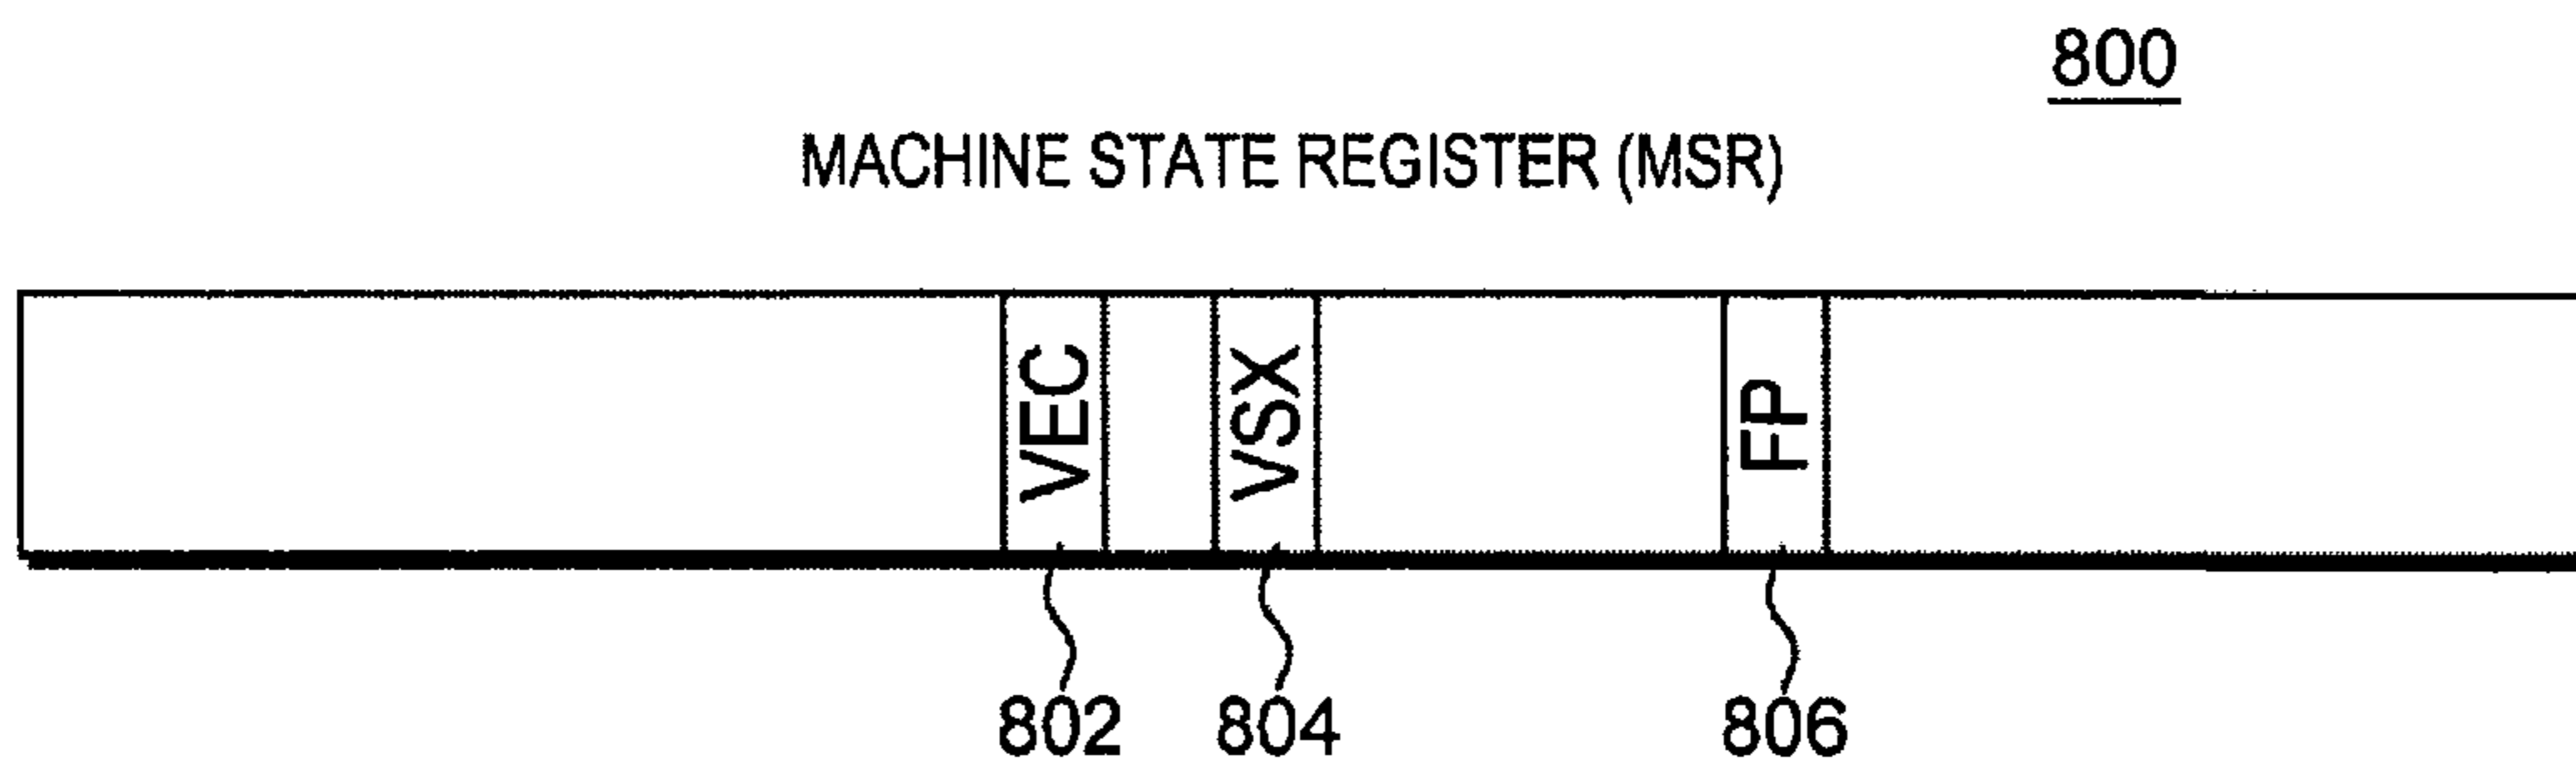 800
MACHINE STATE REGISTER (MSR)
VEC
VSX
FP
802
804
806